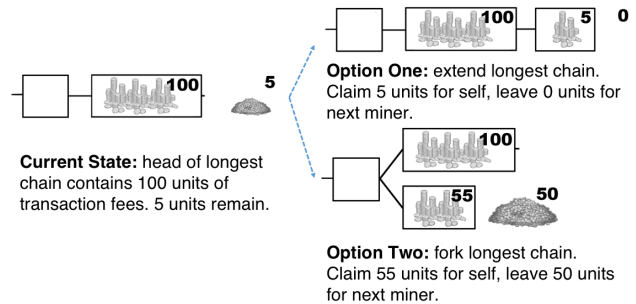 100
5
Current State: head of longest
chain contains 100 units of
transaction fees. 5 units remain.
100
5
0
Option One: extend longest chain.
Claim 5 units for self, leave 0 units for
next miner.
100
55
50
Option Two: fork longest chain.
Claim 55 units for self, leave 50 units
for next miner.